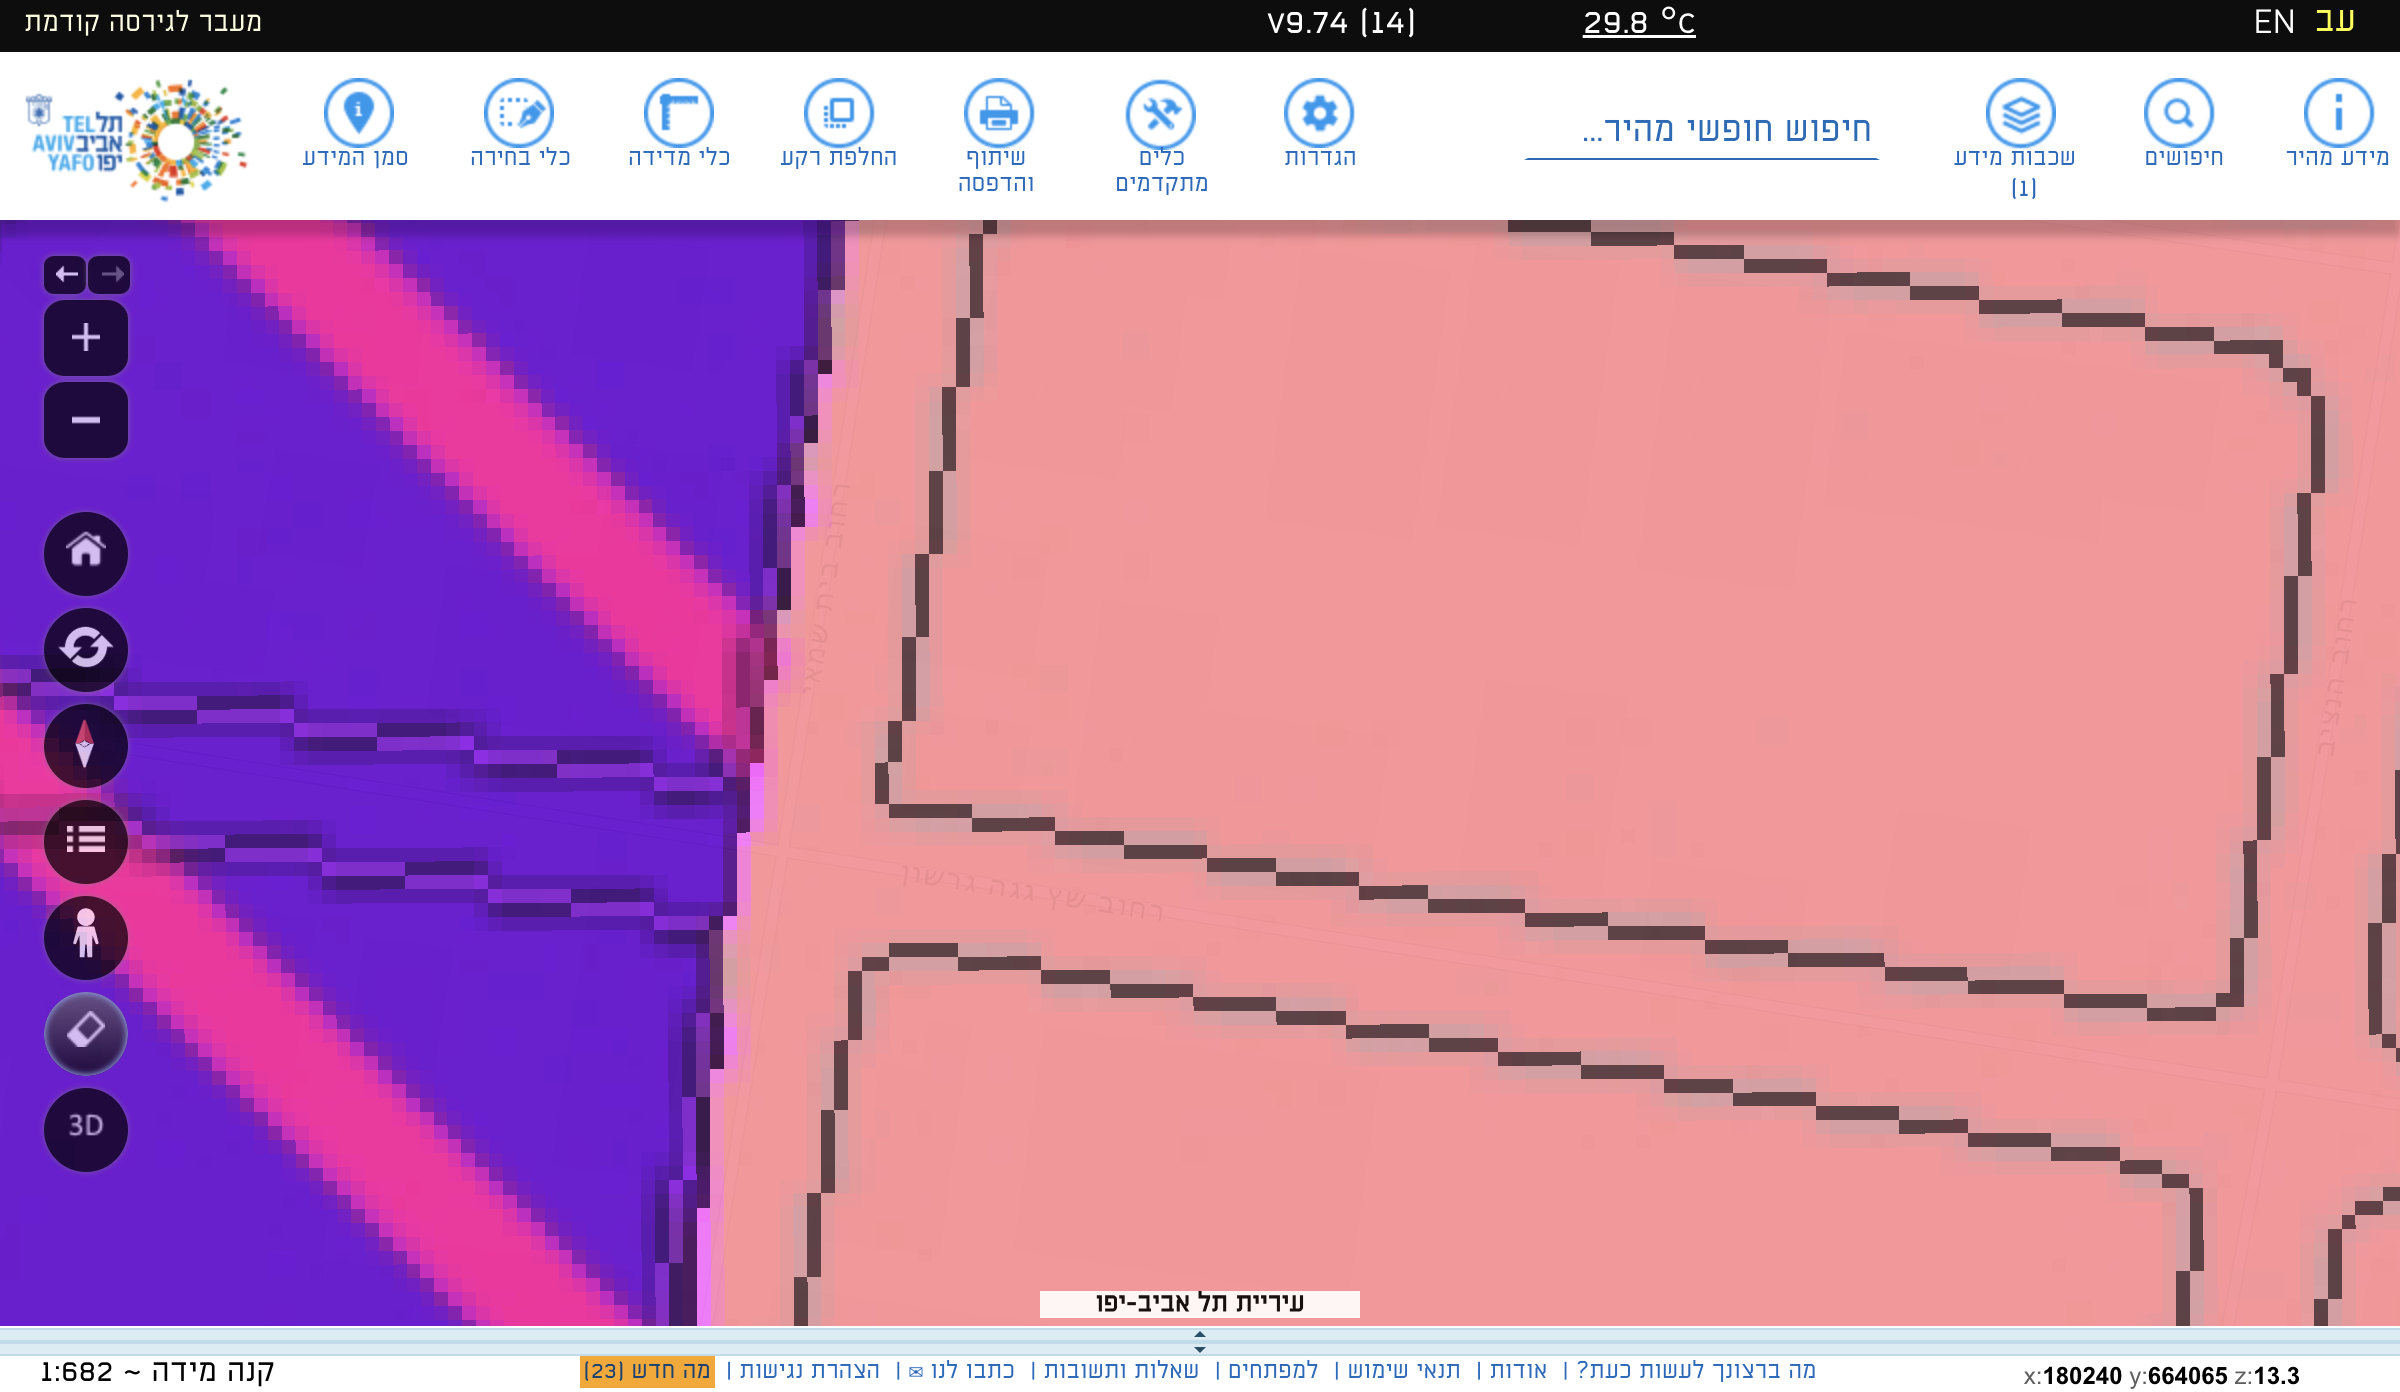 עב EN
29.8 °C
V9.74 (14)
מעבר לגירסה קודמת
מידע מהיר
חיפושים
שכבות מידע
(1)
חיפוש חופשי מהיר...
הגדרות
כלים
מתקדמים
שיתוף
והדפסה
החלפת רקע
כלי מדידה
כלי בחירה
סמן המידע
תל TEL
אביב AVIV
יפו YAFO
רחוב בית שמאי
רחוב הנציב
רחוב שץ גגה גרשון
3D
עיריית תל אביב-יפו
x:180240 y:664065 z:13.3
מה ברצונך לעשות כעת? | אודות | תנאי שימוש | למפתחים | שאלות ותשובות | כתבו לנו ✉ | הצהרת נגישות | מה חדש (23)
קנה מידה ~ 1:682